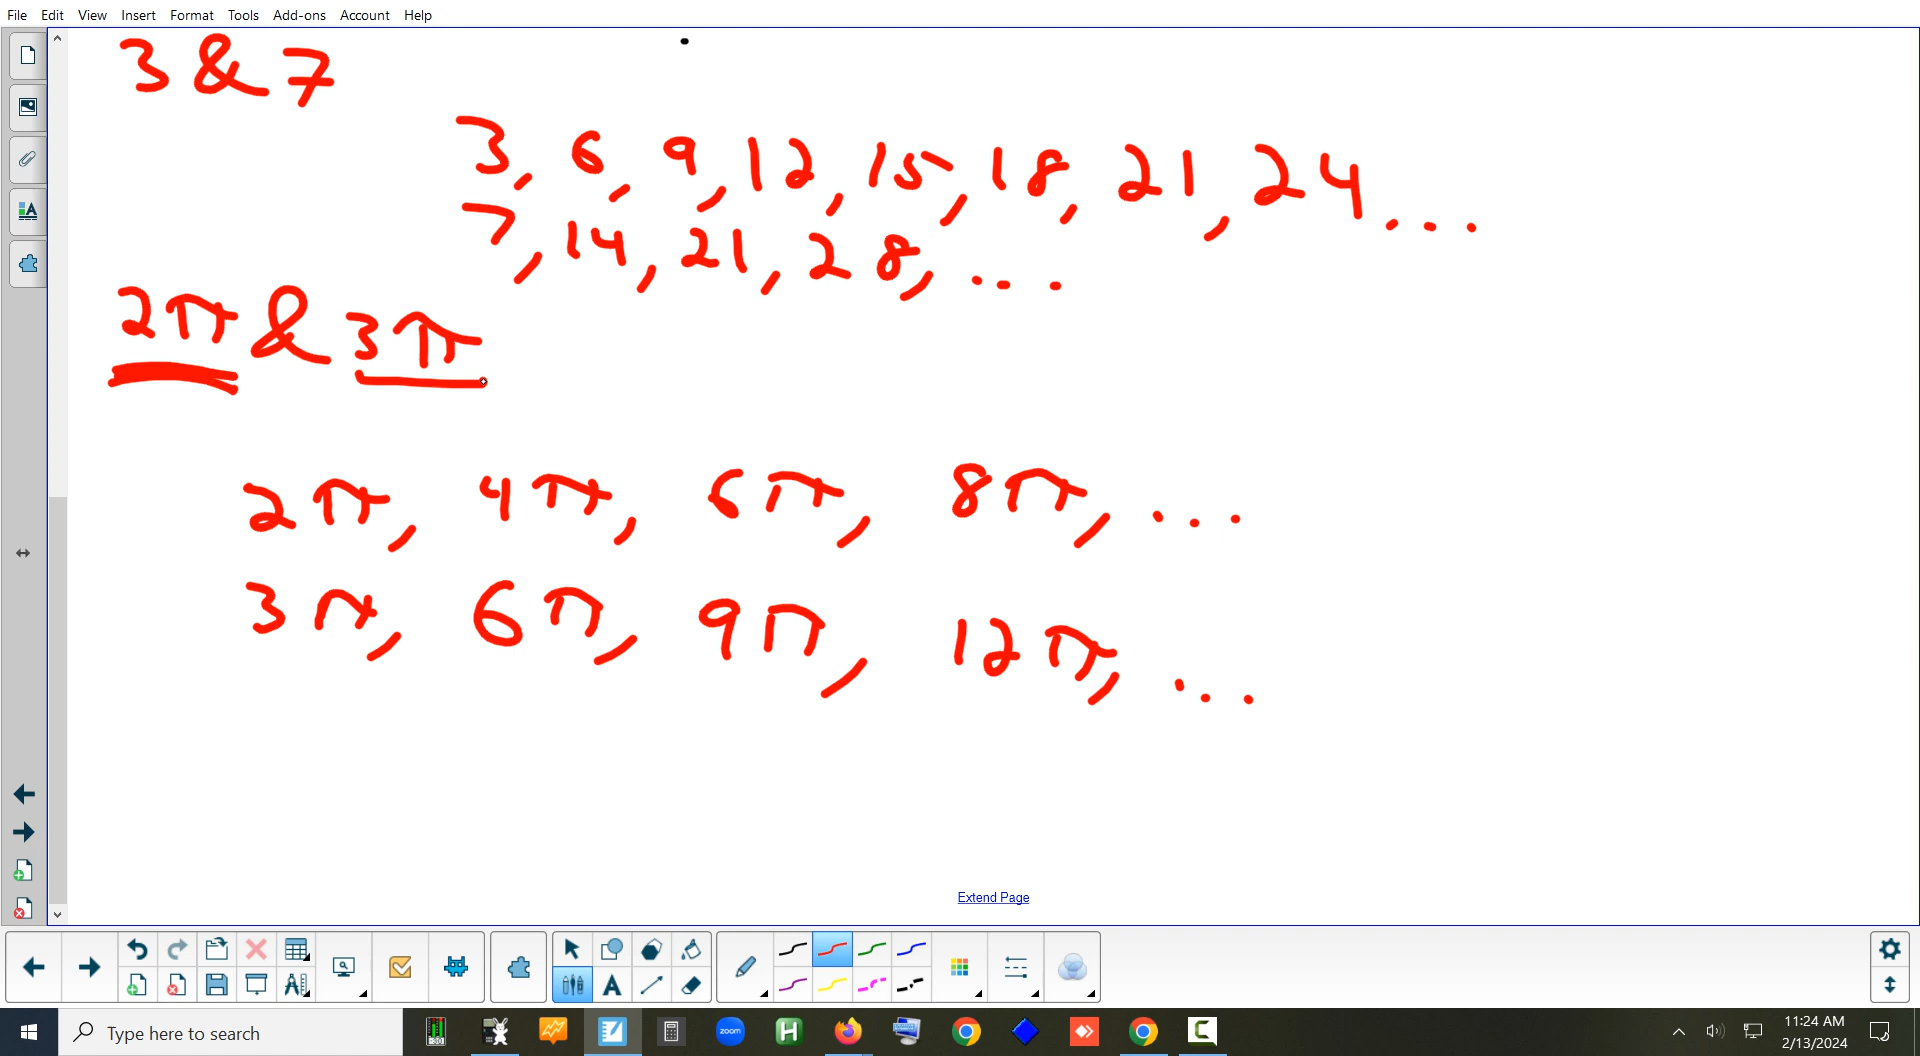 File Edit View Insert Format Tools Add-ons Account Help
3 & 7
3, 6, 9, 12, 15, 18, 21, 24 ...
7, 14, 21, 28, ...
2π & 3π
2π, 4π, 6π, 8π, ...
3π, 6π, 9π, 12π, ...
Extend Page
Type here to search
zoom
11:24 AM
2/13/2024